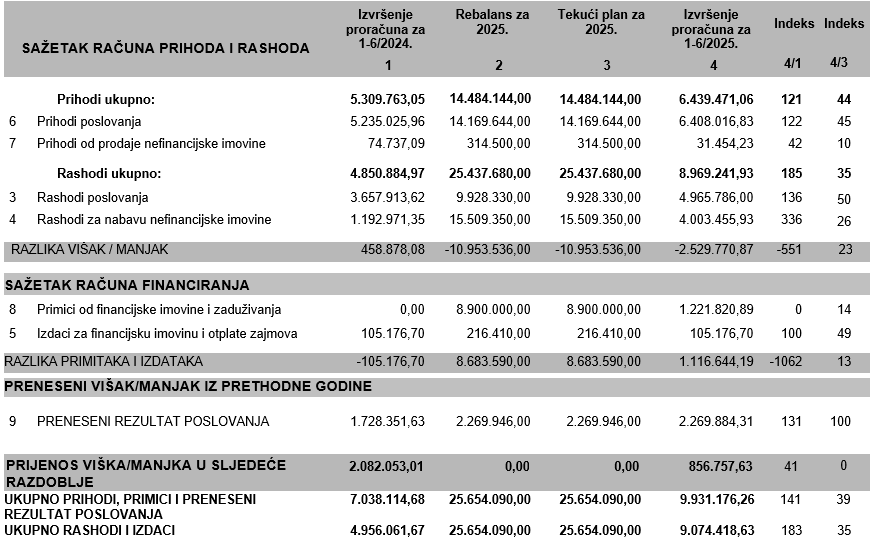 SAŽETAK RAČUNA PRIHODA I RASHODA Izvršenje proračuna za 1-6/2024. Rebalans za 2025. Tekući plan za 2025. Izvršenje proračuna za 1-6/2025. Indeks Indeks
1 2 3 4 4/1 4/3
Prihodi ukupno: 5.309.763,05 14.484.144,00 14.484.144,00 6.439.471,06 121 44
6 Prihodi poslovanja 5.235.025,96 14.169.644,00 14.169.644,00 6.408.016,83 122 45
7 Prihodi od prodaje nefinancijske imovine 74.737,09 314.500,00 314.500,00 31.454,23 42 10
Rashodi ukupno: 4.850.884,97 25.437.680,00 25.437.680,00 8.969.241,93 185 35
3 Rashodi poslovanja 3.657.913,62 9.928.330,00 9.928.330,00 4.965.786,00 136 50
4 Rashodi za nabavu nefinancijske imovine 1.192.971,35 15.509.350,00 15.509.350,00 4.003.455,93 336 26
RAZLIKA VIŠAK / MANJAK 458.878,08 -10.953.536,00 -10.953.536,00 -2.529.770,87 -551 23
SAŽETAK RAČUNA FINANCIRANJA
8 Primici od financijske imovine i zaduživanja 0,00 8.900.000,00 8.900.000,00 1.221.820,89 0 14
5 Izdaci za financijsku imovinu i otplate zajmova 105.176,70 216.410,00 216.410,00 105.176,70 100 49
RAZLIKA PRIMITAKA I IZDATAKA -105.176,70 8.683.590,00 8.683.590,00 1.116.644,19 -1062 13
PRENESENI VIŠAK/MANJAK IZ PRETHODNE GODINE
9 PRENESENI REZULTAT POSLOVANJA 1.728.351,63 2.269.946,00 2.269.946,00 2.269.884,31 131 100
PRIJENOS VIŠKA/MANJKA U SLJEDEĆE 2.082.053,01 0,00 0,00 856.757,63 41 0
RAZDOBLJE
UKUPNO PRIHODI, PRIMICI I PRENESENI 7.038.114,68 25.654.090,00 25.654.090,00 9.931.176,26 141 39
REZULTAT POSLOVANJA
UKUPNO RASHODI I IZDACI 4.956.061,67 25.654.090,00 25.654.090,00 9.074.418,63 183 35